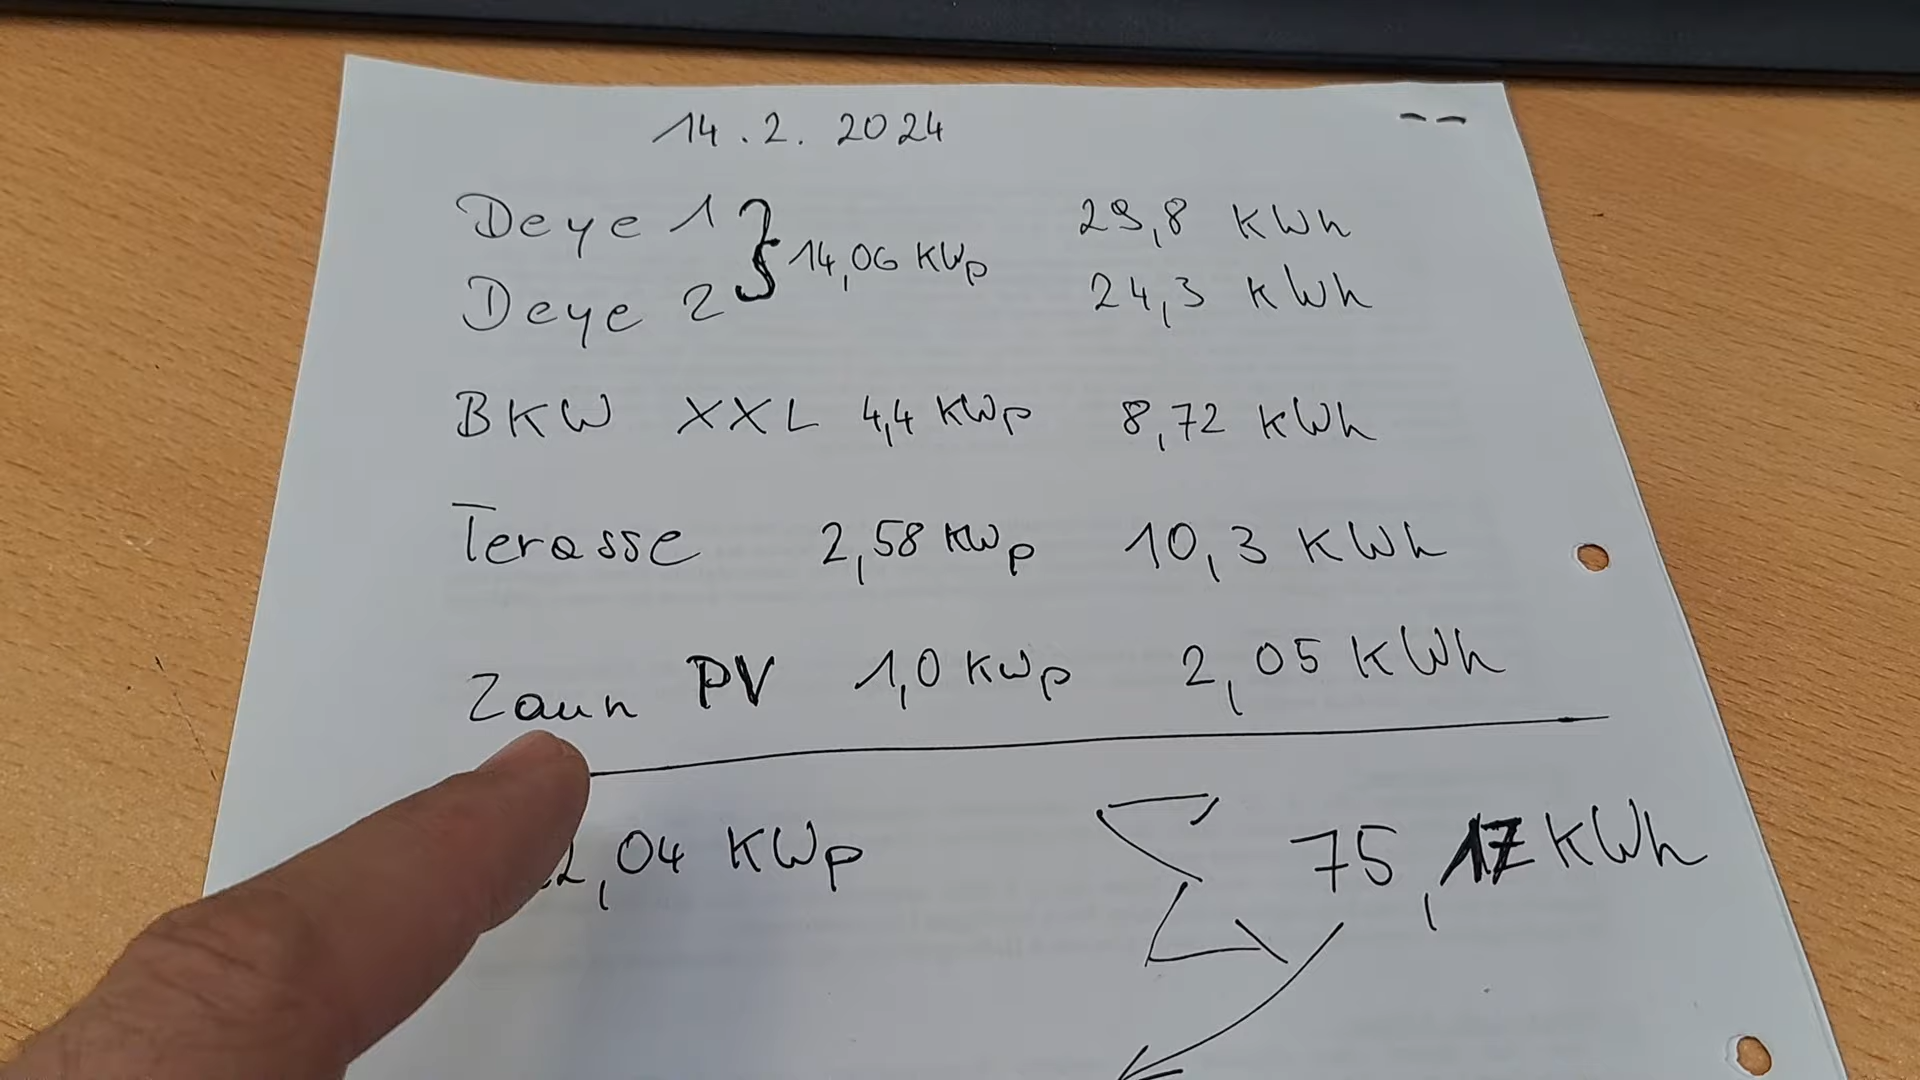 14.2.2024
Deye 1 } 14,06 KWp 29,8 KWh
Deye 2 24,3 KWh
BKW XXL 4,4 KWp 8,72 KWh
Terasse 2,58 KWp 10,3 KWh
Zaun PV 1,0 KWp 2,05 KWh
2,04 KWp Σ 75,17 KWh